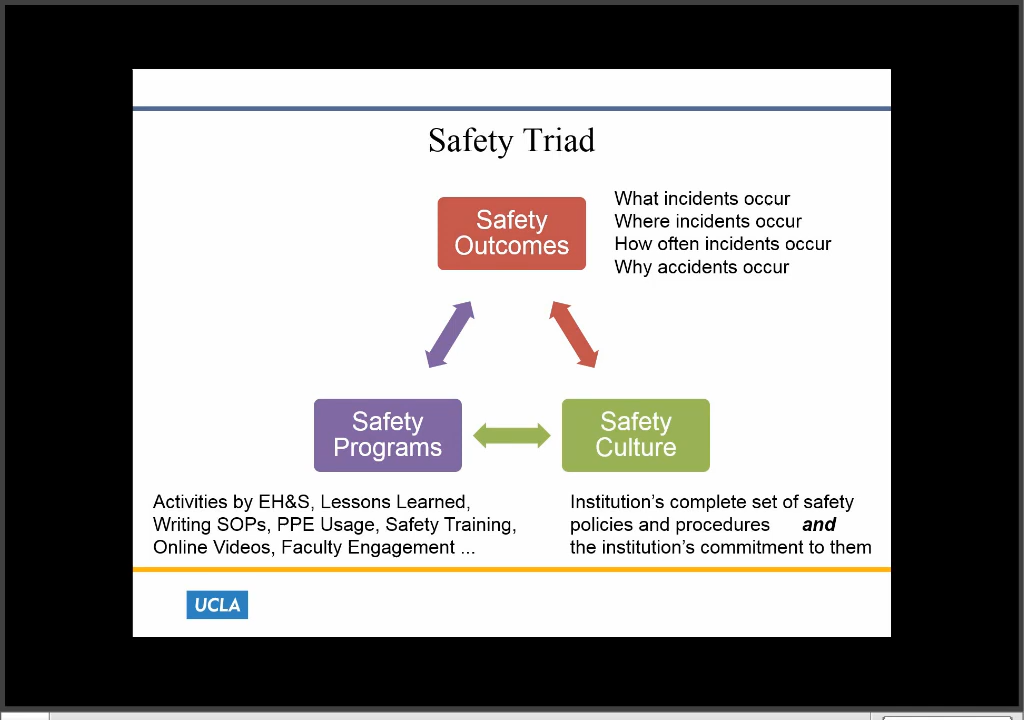 Safety Triad
Safety
Outcomes
What incidents occur
Where incidents occur
How often incidents occur
Why accidents occur
Safety
Programs
Safety
Culture
Activities by EH&S, Lessons Learned,
Writing SOPs, PPE Usage, Safety Training,
Online Videos, Faculty Engagement ...
Institution's complete set of safety
policies and procedures and
the institution's commitment to them
UCLA